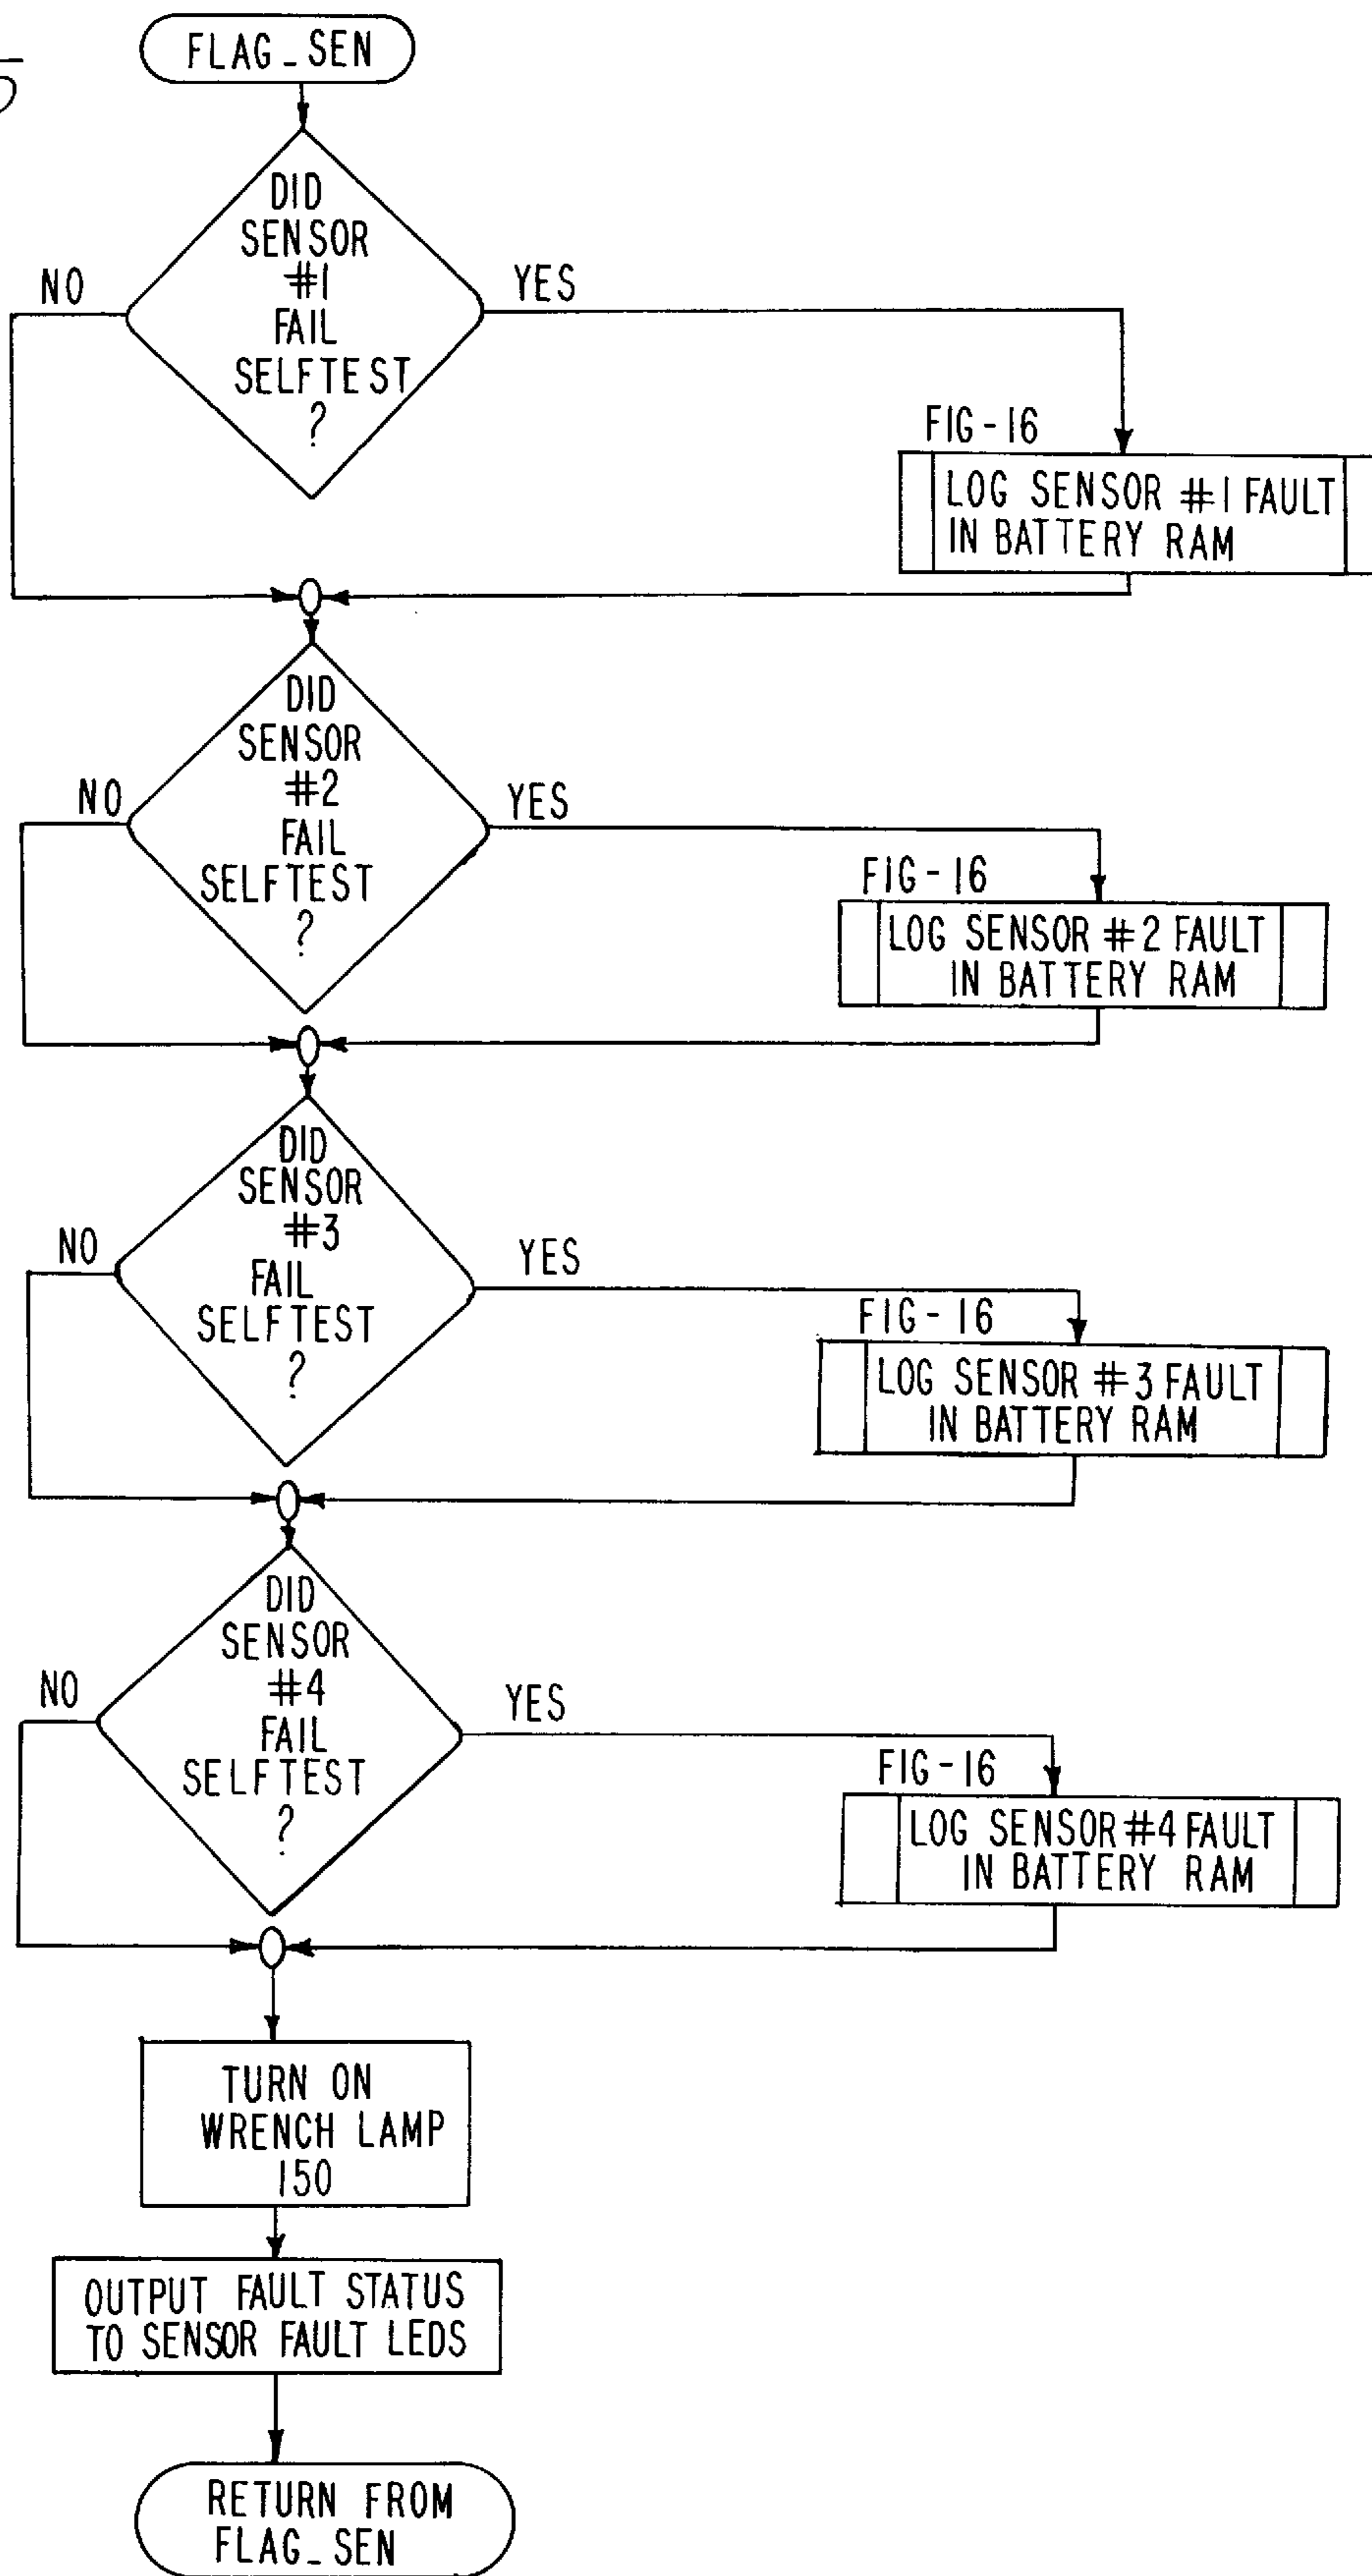 FLAG_SEN
DID
SENSOR
#1
FAIL
SELFTEST
?
NO
YES
FIG-16
LOG SENSOR #1 FAULT
IN BATTERY RAM
DID
SENSOR
#2
FAIL
SELFTEST
?
NO
YES
FIG-16
LOG SENSOR #2 FAULT
IN BATTERY RAM
DID
SENSOR
#3
FAIL
SELFTEST
?
NO
YES
FIG-16
LOG SENSOR #3 FAULT
IN BATTERY RAM
DID
SENSOR
#4
FAIL
SELFTEST
?
NO
YES
FIG-16
LOG SENSOR #4 FAULT
IN BATTERY RAM
TURN ON
WRENCH LAMP
150
OUTPUT FAULT STATUS
TO SENSOR FAULT LEDS
RETURN FROM
FLAG_SEN